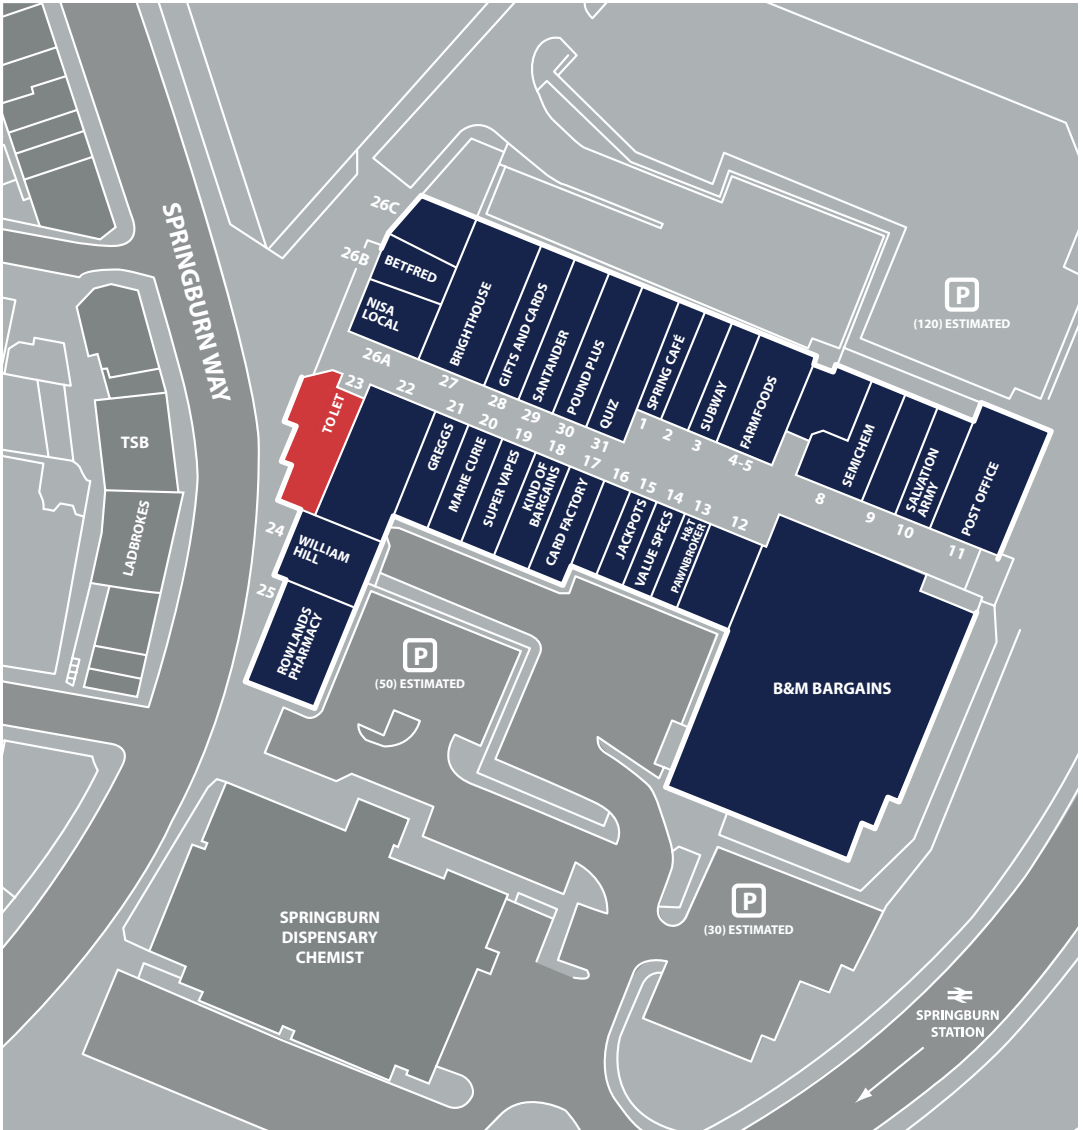 SPRINGBURN WAY
26C
26B
BETFRED
NISA
LOCAL
26A
BRIGHTHOUSE
GIFTS AND CARDS
SANTANDER
POUND PLUS
QUIZ
SPRING CAFÉ
SUBWAY
FARMFOODS
SEMICHEM
SALVATION
ARMY
POST OFFICE
P
(120) ESTIMATED
27
28
29
30
31
1
2
3
4-5
8
9
10
11
23
22
21
20
19
18
17
16
15
14
13
12
TO LET
GREGGS
MARIE CURIE
SUPER VAPES
KIND OF
BARGAINS
CARD FACTORY
JACKPOTS
VALUE SPECS
H&T
PAWNBROKER
24
WILLIAM
HILL
25
ROWLANDS
PHARMACY
TSB
LADBROKES
P
(50) ESTIMATED
B&M BARGAINS
SPRINGBURN
DISPENSARY
CHEMIST
P
(30) ESTIMATED
SPRINGBURN
STATION